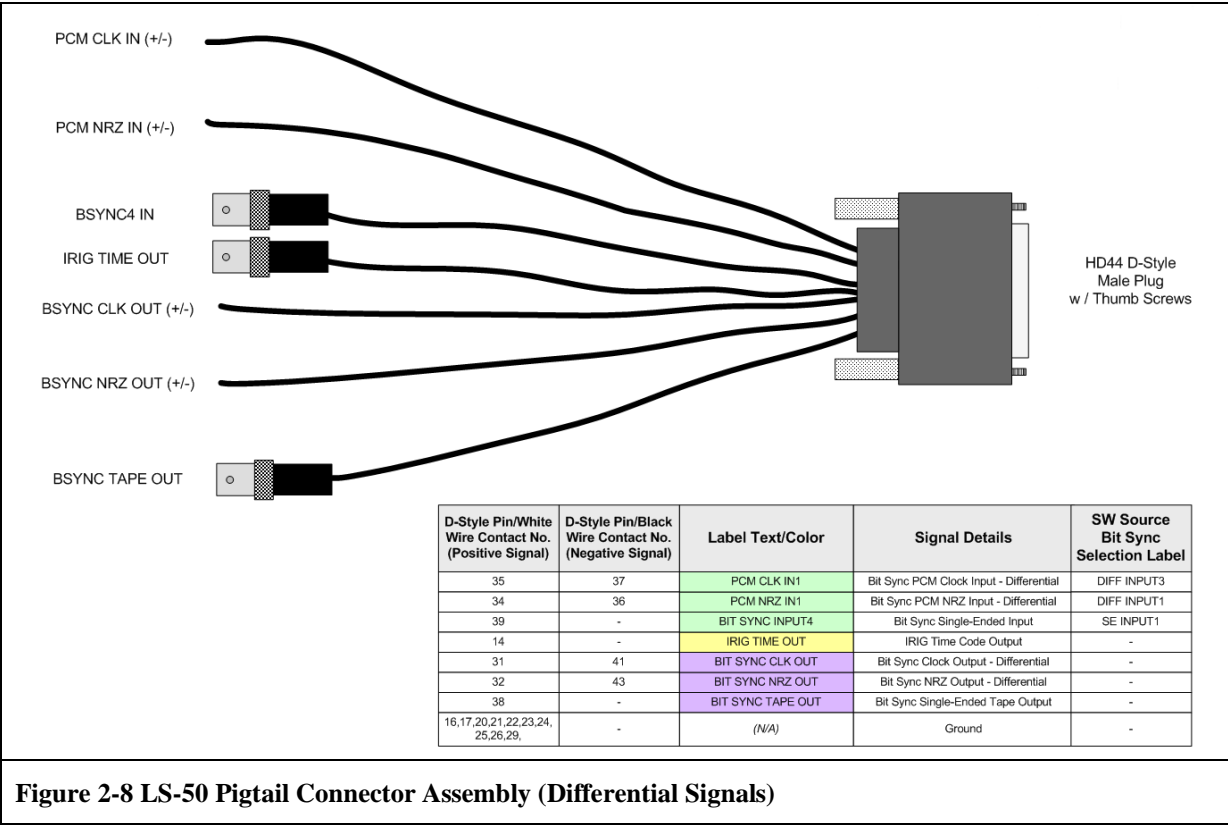 PCM CLK IN (+/-)
PCM NRZ IN (+/-)
BSYNC4 IN
IRIG TIME OUT
BSYNC CLK OUT (+/-)
BSYNC NRZ OUT (+/-)
BSYNC TAPE OUT
HD44 D-Style
Male Plug
w / Thumb Screws
D-Style Pin/White Wire Contact No. (Positive Signal) D-Style Pin/Black Wire Contact No. (Negative Signal) Label Text/Color Signal Details SW Source Bit Sync Selection Label
35 37 PCM CLK IN1 Bit Sync PCM Clock Input - Differential DIFF INPUT3
34 36 PCM NRZ IN1 Bit Sync PCM NRZ Input - Differential DIFF INPUT1
39 - BIT SYNC INPUT4 Bit Sync Single-Ended Input SE INPUT1
14 - IRIG TIME OUT IRIG Time Code Output -
31 41 BIT SYNC CLK OUT Bit Sync Clock Output - Differential -
32 43 BIT SYNC NRZ OUT Bit Sync NRZ Output - Differential -
38 - BIT SYNC TAPE OUT Bit Sync Single-Ended Tape Output -
16,17,20,21,22,23,24, 25,26,29, - (N/A) Ground -
Figure 2-8 LS-50 Pigtail Connector Assembly (Differential Signals)